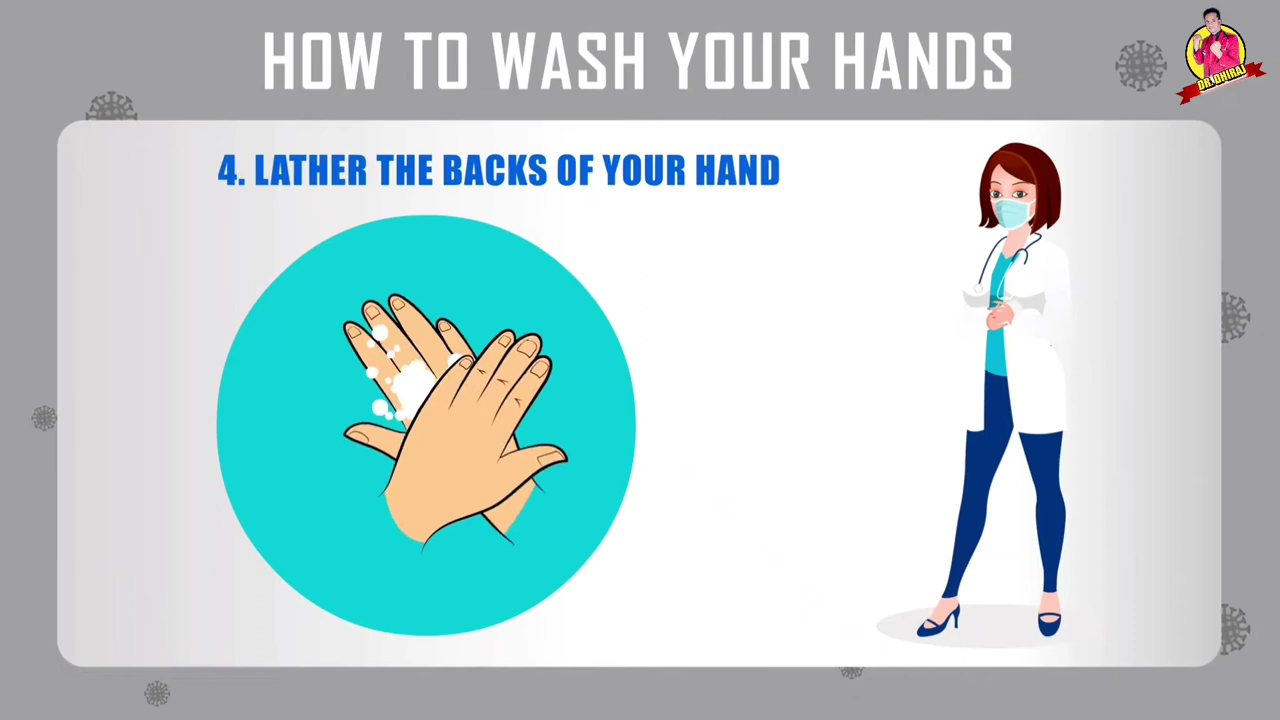 HOW TO WASH YOUR HANDS
DR. DHIRAJ
4. LATHER THE BACKS OF YOUR HAND